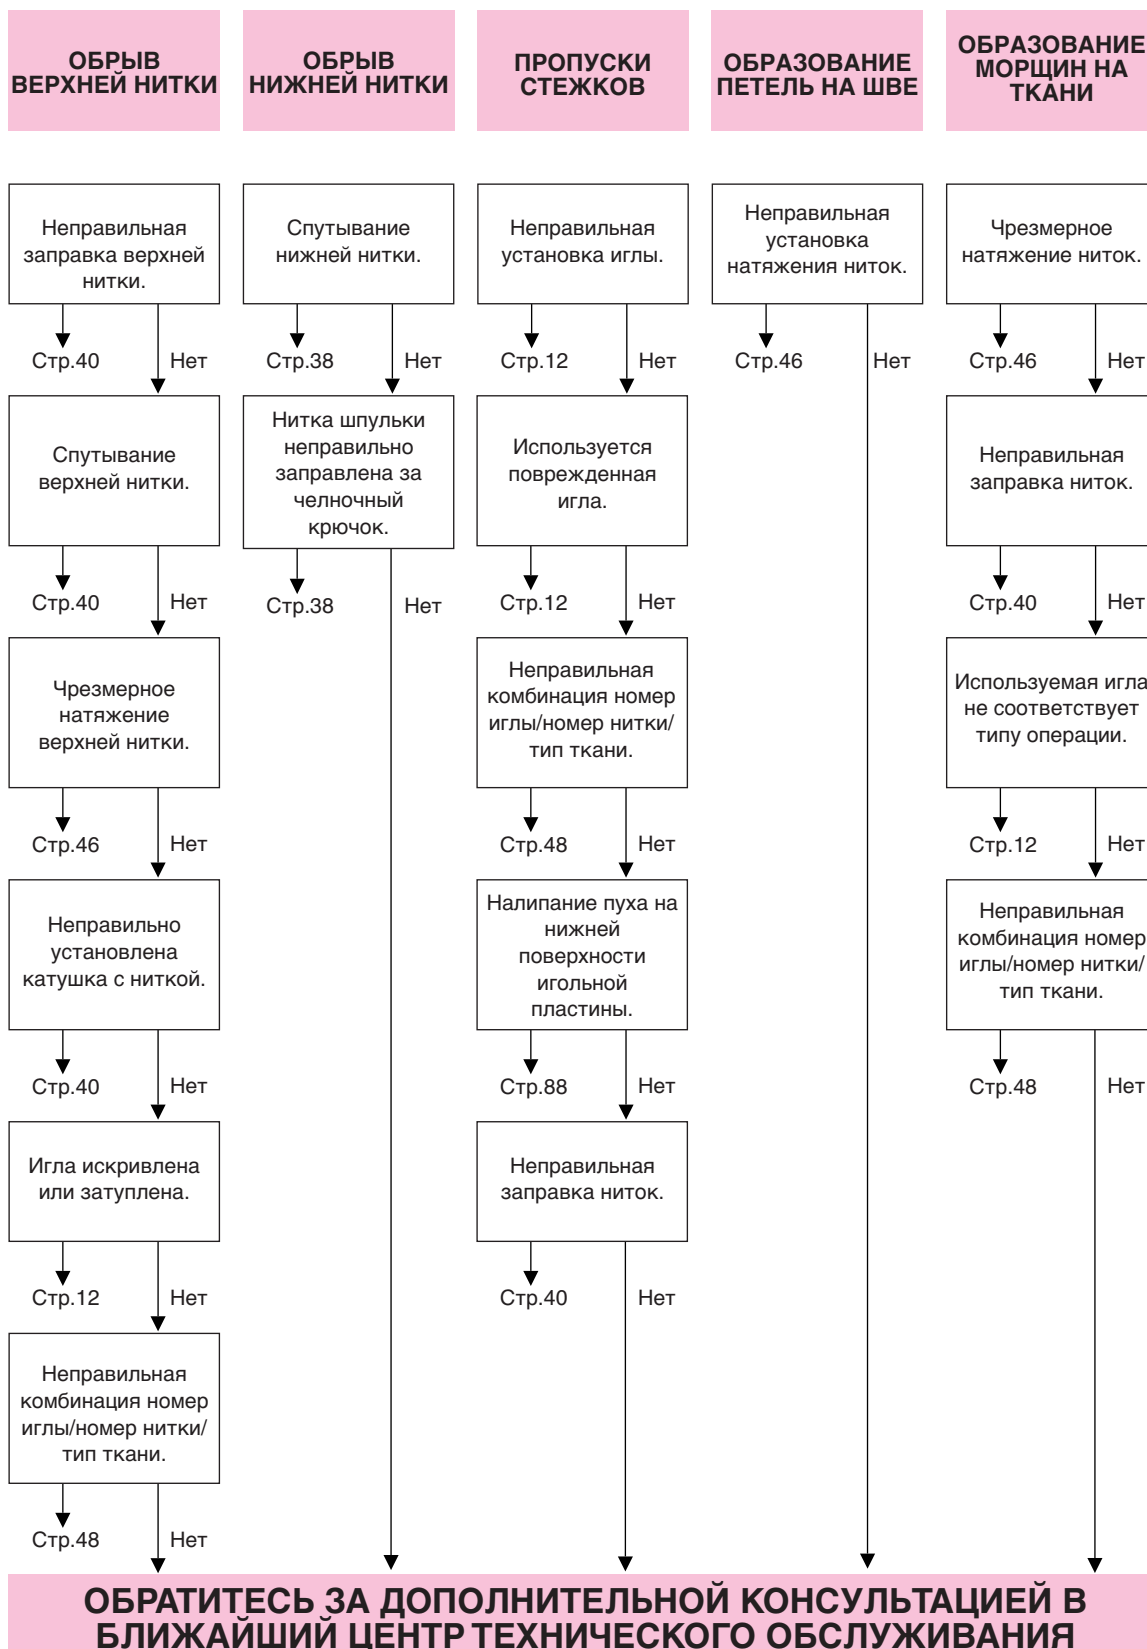 ОБРЫВ
ВЕРХНЕЙ НИТКИ
Неправильная
заправка верхней
нитки.
Стр.40
Нет
Спутывание
верхней нитки.
Стр.40
Нет
Чрезмерное
натяжение
верхней нитки.
Стр.46
Нет
Неправильно
установлена
катушка с ниткой.
Стр.40
Нет
Игла искривлена
или затуплена.
Стр.12
Нет
Неправильная
комбинация номер
иглы/номер нитки/
тип ткани.
Стр.48
Нет
ОБРЫВ
НИЖНЕЙ НИТКИ
Спутывание
нижней нитки.
Стр.38
Нет
Нитка шпульки
неправильно
заправлена за
челночный
крючок.
Стр.38
Нет
ПРОПУСКИ
СТЕЖКОВ
Неправильная
установка иглы.
Стр.12
Нет
Используется
поврежденная
игла.
Стр.12
Нет
Неправильная
комбинация номер
иглы/номер нитки/
тип ткани.
Стр.48
Нет
Налипание пуха на
нижней
поверхности
игольной
пластины.
Стр.88
Нет
Неправильная
заправка ниток.
Стр.40
Нет
ОБРАЗОВАНИЕ
ПЕТЕЛЬ НА ШВЕ
Неправильная
установка
натяжения ниток.
Стр.46
Нет
ОБРАЗОВАНИЕ
МОРЩИН НА
ТКАНИ
Чрезмерное
натяжение ниток.
Стр.46
Нет
Неправильная
заправка ниток.
Стр.40
Нет
Используемая игла
не соответствует
типу операции.
Стр.12
Нет
Неправильная
комбинация номер
иглы/номер нитки/
тип ткани.
Стр.48
Нет
ОБРАТИТЕСЬ ЗА ДОПОЛНИТЕЛЬНОЙ КОНСУЛЬТАЦИЕЙ В
БЛИЖАЙШИЙ ЦЕНТР ТЕХНИЧЕСКОГО ОБСЛУЖИВАНИЯ